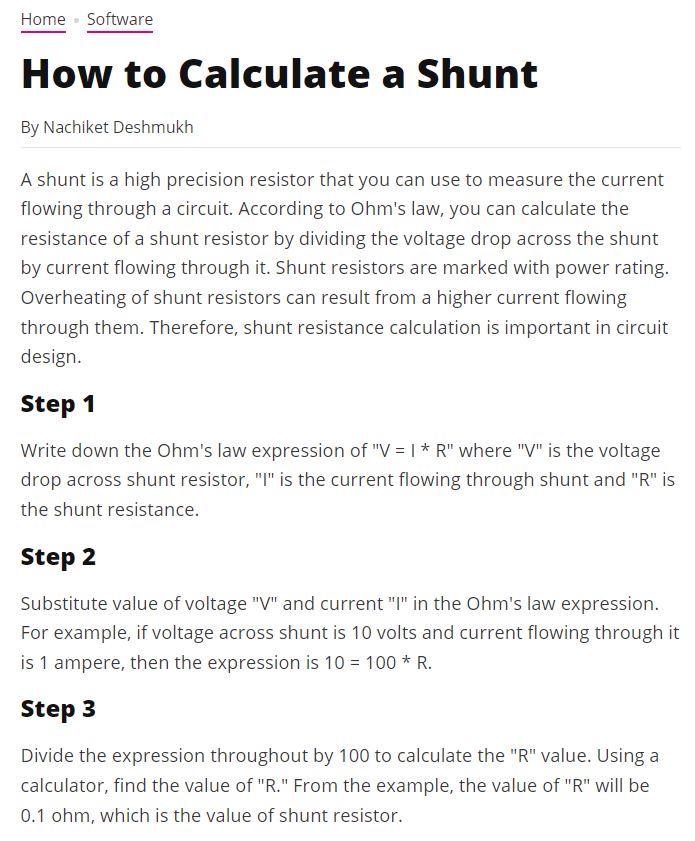 Home • Software
How to Calculate a Shunt
By Nachiket Deshmukh
A shunt is a high precision resistor that you can use to measure the current
flowing through a circuit. According to Ohm's law, you can calculate the
resistance of a shunt resistor by dividing the voltage drop across the shunt
by current flowing through it. Shunt resistors are marked with power rating.
Overheating of shunt resistors can result from a higher current flowing
through them. Therefore, shunt resistance calculation is important in circuit
design.
Step 1
Write down the Ohm's law expression of "V = I * R" where "V" is the voltage
drop across shunt resistor, "I" is the current flowing through shunt and "R" is
the shunt resistance.
Step 2
Substitute value of voltage "V" and current "I" in the Ohm's law expression.
For example, if voltage across shunt is 10 volts and current flowing through it
is 1 ampere, then the expression is 10 = 100 * R.
Step 3
Divide the expression throughout by 100 to calculate the "R" value. Using a
calculator, find the value of "R." From the example, the value of "R" will be
0.1 ohm, which is the value of shunt resistor.